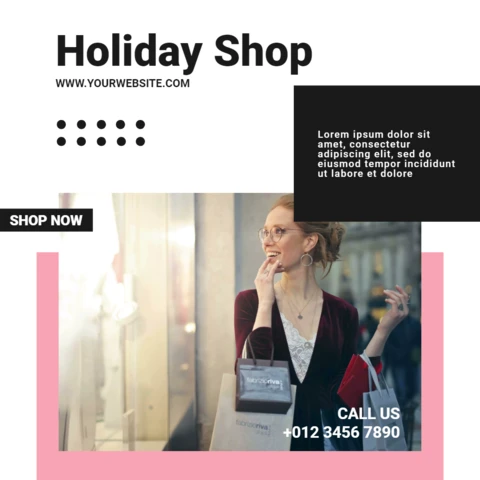 Holiday Shop
WWW.YOURWEBSITE.COM
Lorem ipsum dolor sit
amet, consectetur
adipiscing elit, sed do
eiusmod tempor incididunt
ut labore et dolore
SHOP NOW
CALL US
+012 3456 7890